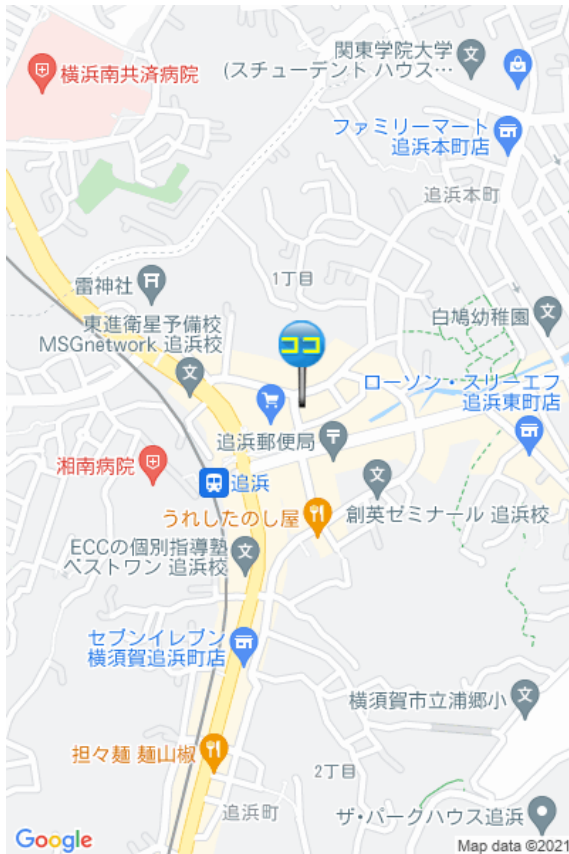 関東学院大学
(スチューデント ハウス…
横浜南共済病院
ファミリーマート
追浜本町店
追浜本町
1丁目
雷神社
東進衛星予備校
MSGnetwork 追浜校
白鳩幼稚園
ココ
ローソン・スリーエフ
追浜東町店
追浜郵便局
湘南病院
追浜
うれしたのし屋
創英ゼミナール 追浜校
ECCの個別指導塾
ベストワン 追浜校
セブンイレブン
横須賀追浜町店
横須賀市立浦郷小
担々麺 麺山椒
2丁目
追浜町
ザ・パークハウス追浜
Google
Map data ©2021